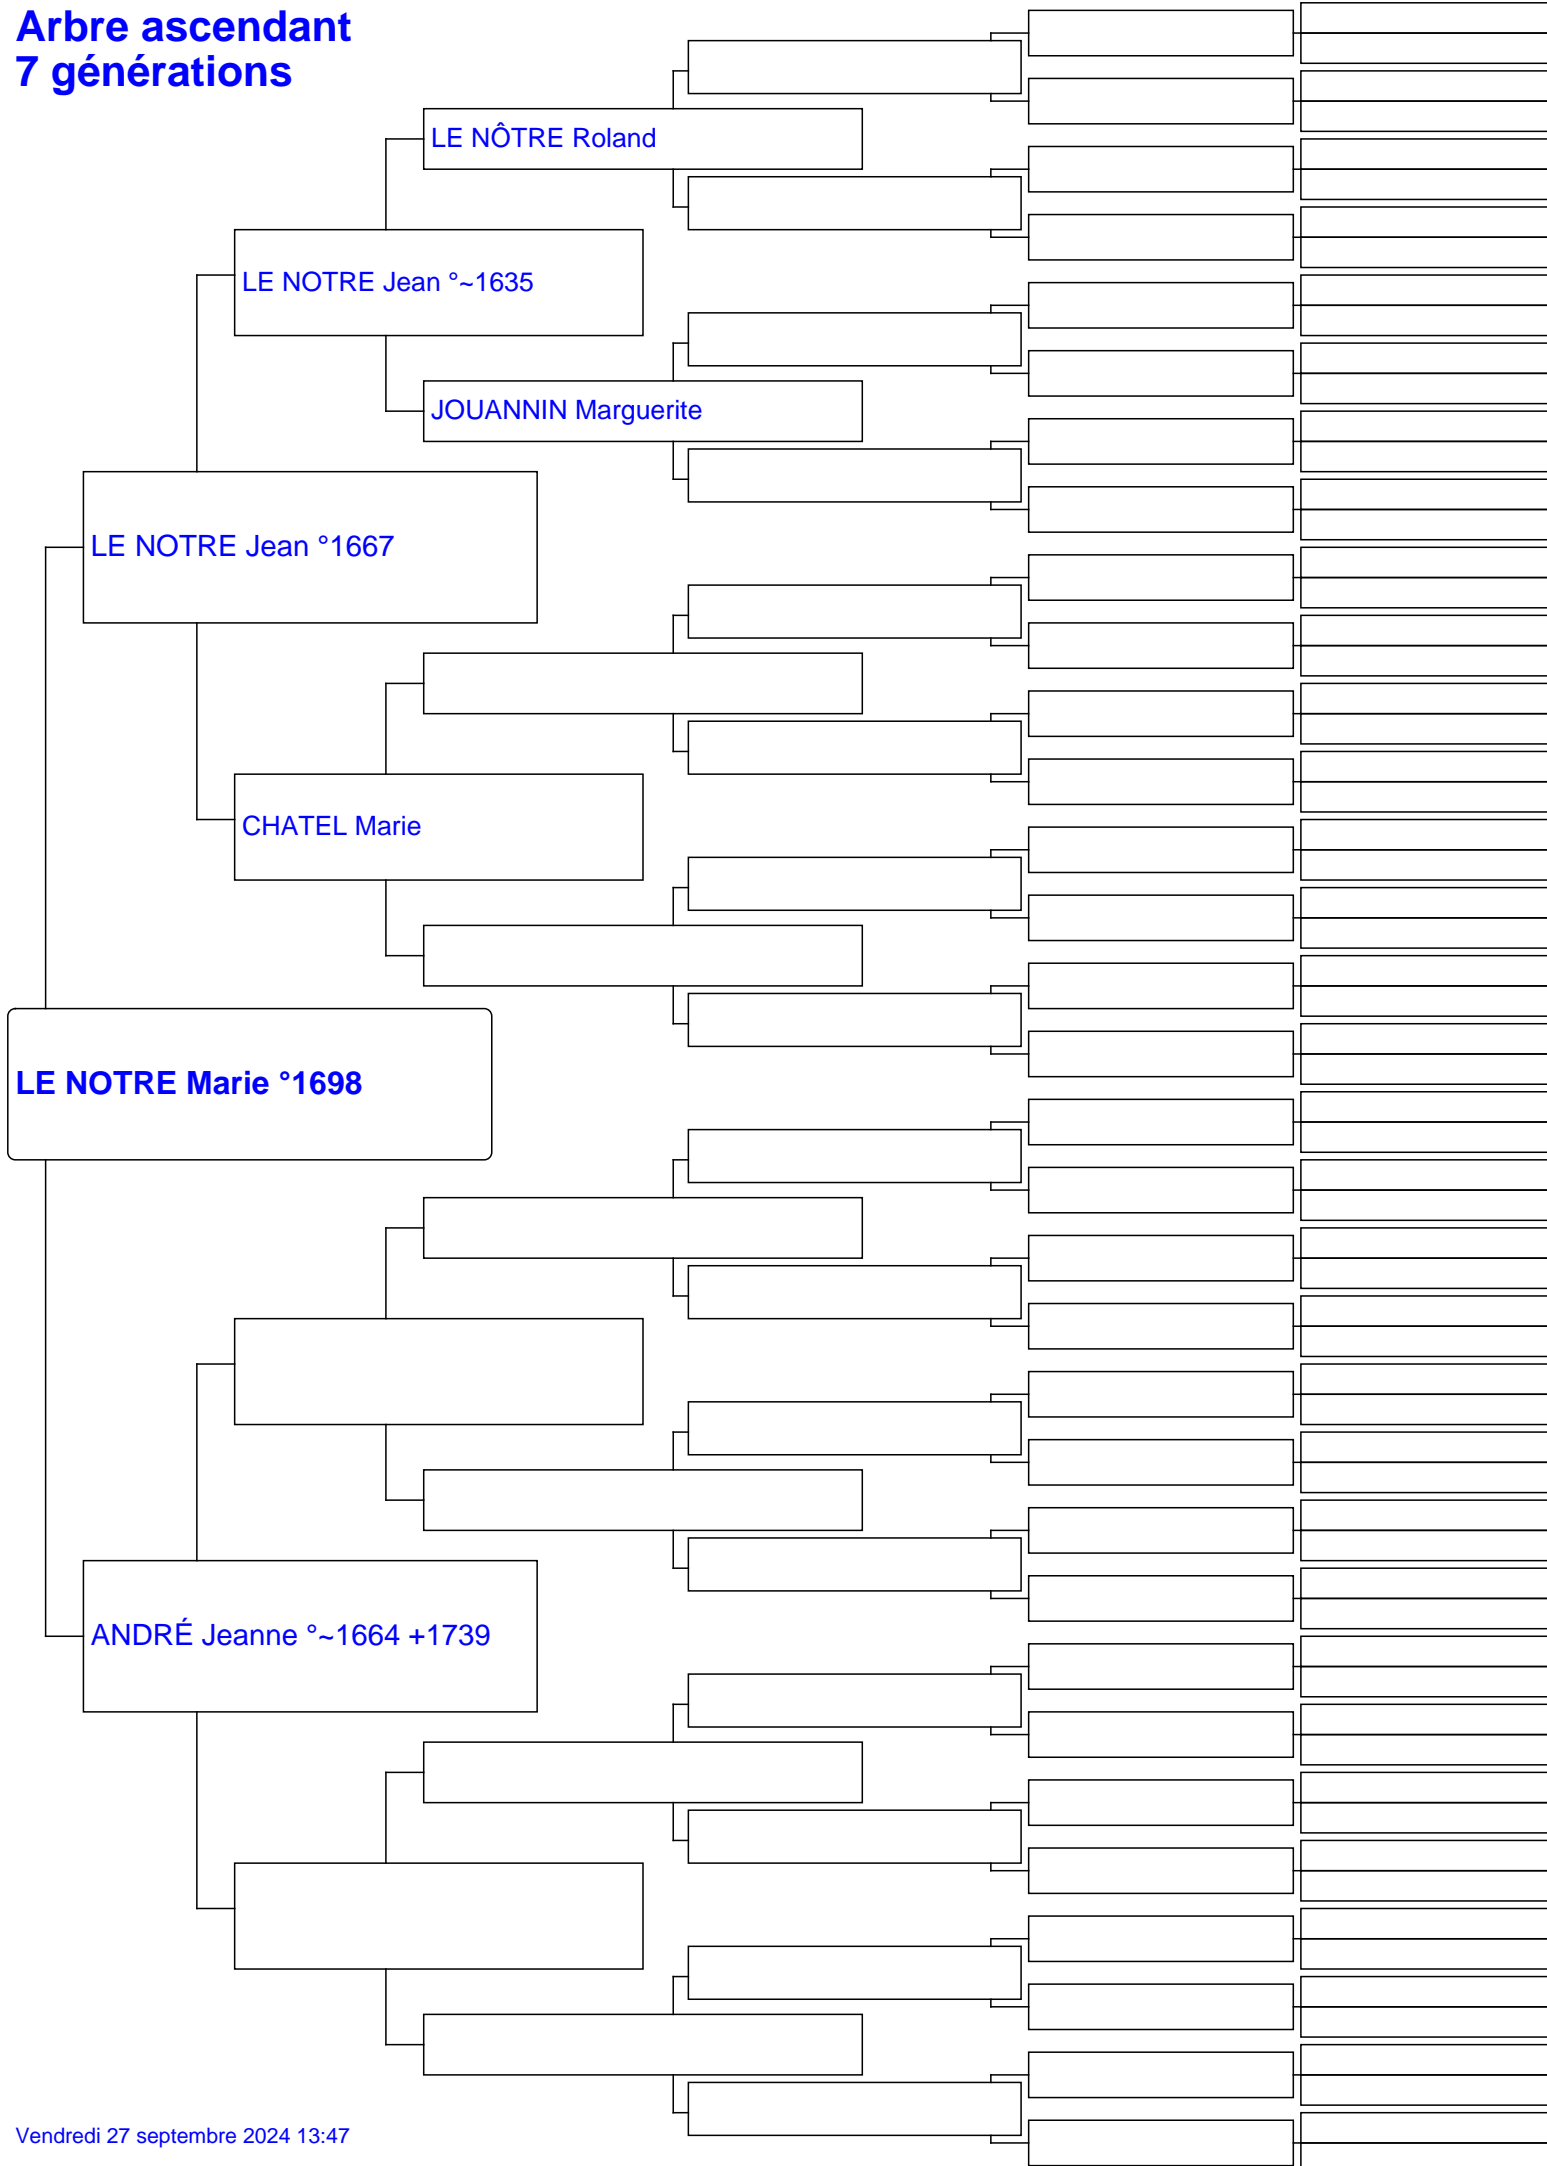 Arbre ascendant
7 générations
LE NÔTRE Roland
LE NOTRE Jean °~1635
JOUANNIN Marguerite
LE NOTRE Jean °1667
CHATEL Marie
LE NOTRE Marie °1698
ANDRÉ Jeanne °~1664 +1739
Vendredi 27 septembre 2024 13:47